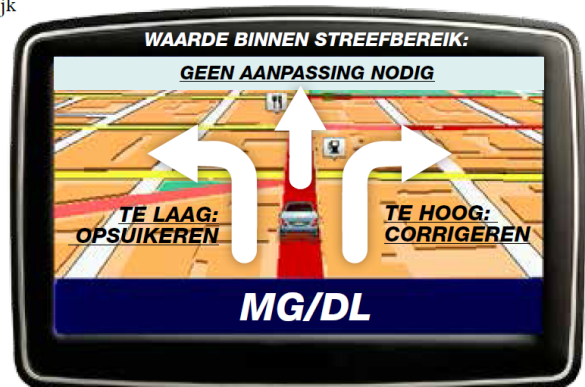 jk
WAARDE BINNEN STREEFBEREIK:
GEEN AANPASSING NODIG
TE LAAG:
OPSUIKEREN
TE HOOG:
CORRIGEREN
MG/DL